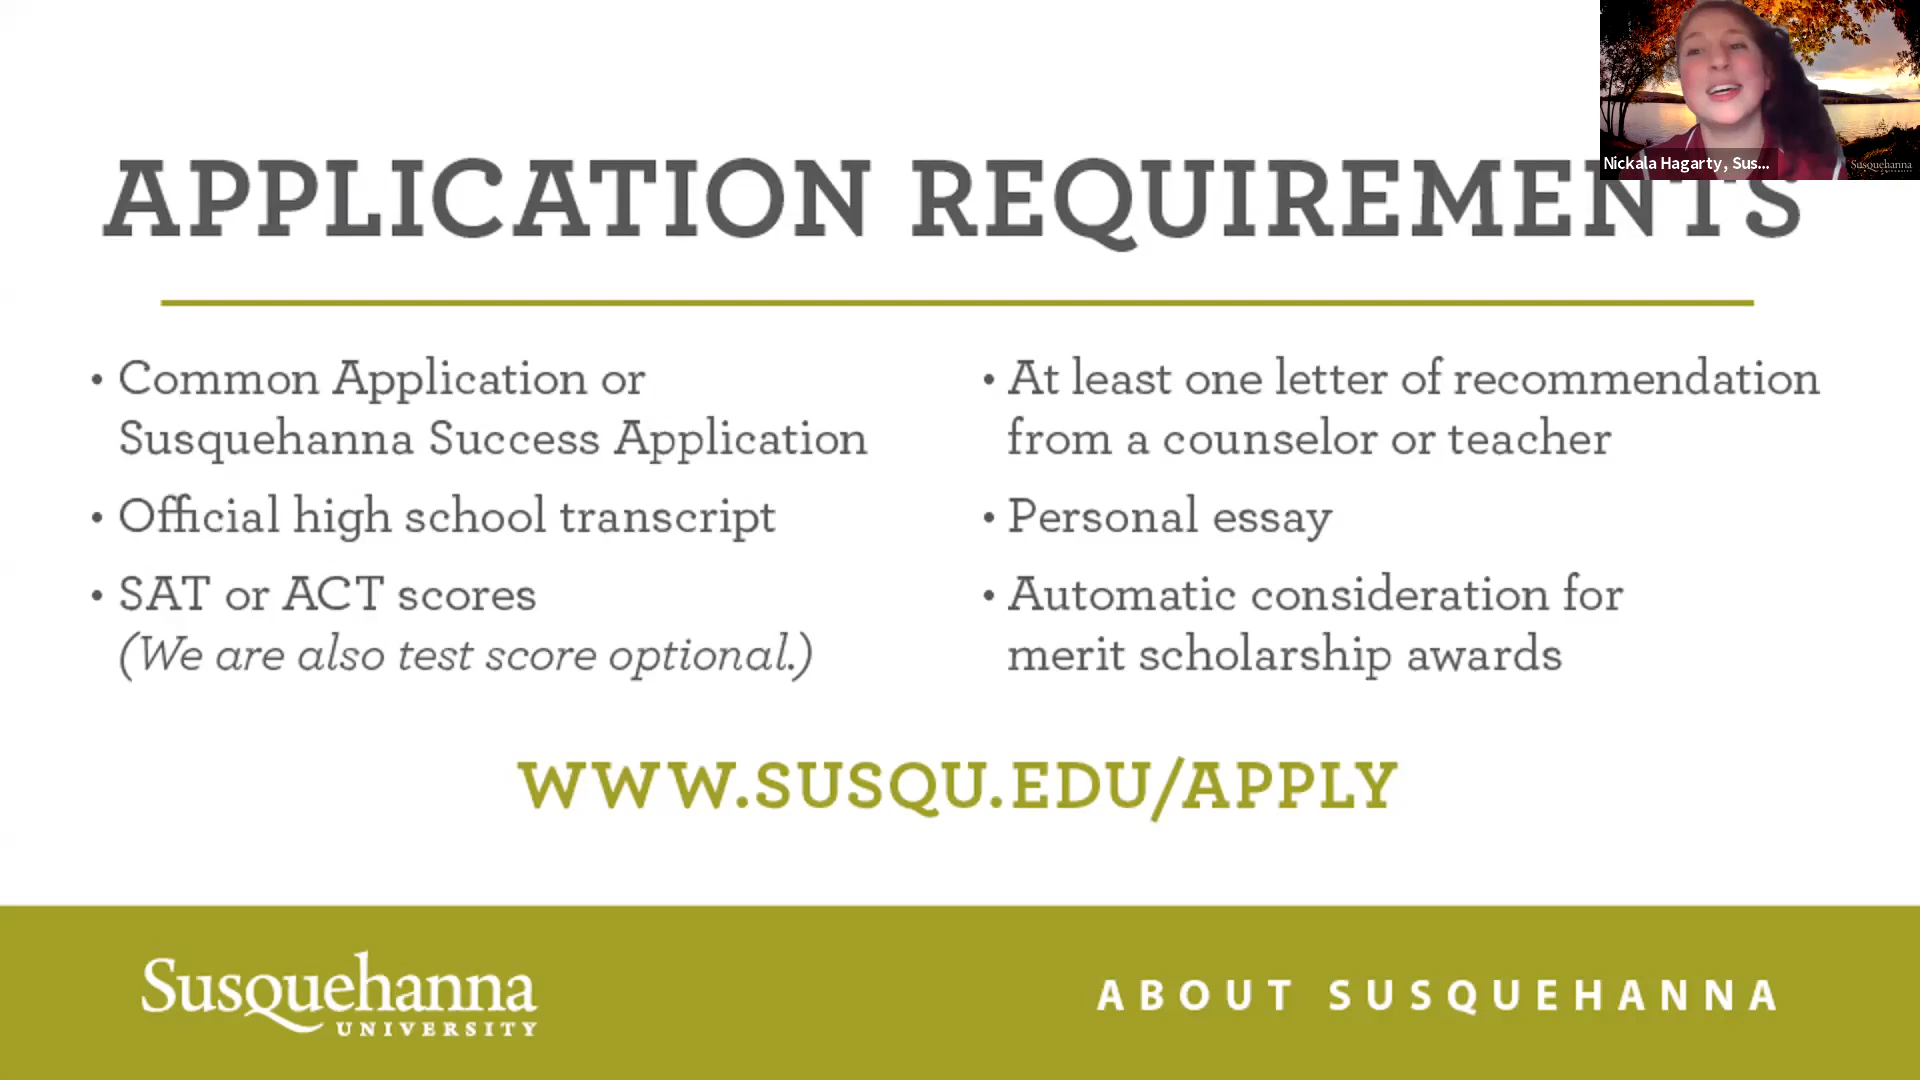 Nickala Hagarty, Sus...
Susquehanna
UNIVERSITY
APPLICATION REQUIREMENTS
• Common Application or
Susquehanna Success Application
• Official high school transcript
• SAT or ACT scores
(We are also test score optional.)
• At least one letter of recommendation
from a counselor or teacher
• Personal essay
• Automatic consideration for
merit scholarship awards
WWW.SUSQU.EDU/APPLY
Susquehanna
UNIVERSITY
ABOUT SUSQUEHANNA